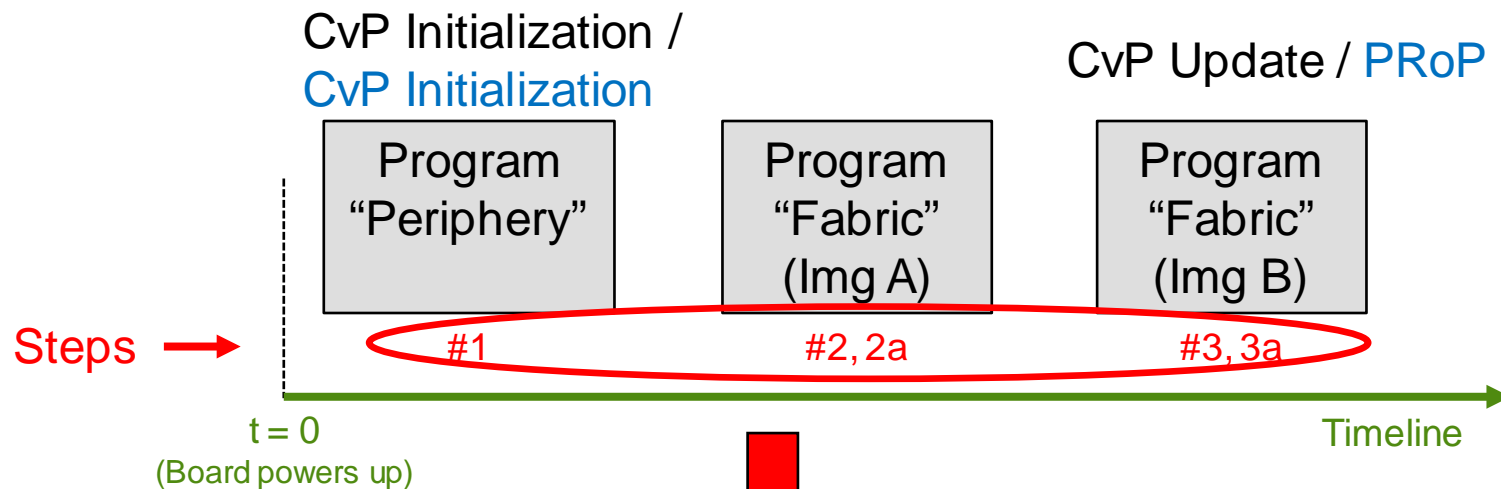 CvP Initialization /
CvP Initialization
CvP Update / PRoP
Program
“Periphery”
Program
“Fabric”
(Img A)
Program
“Fabric”
(Img B)
Steps
#1
#2, 2a
#3, 3a
t = 0
(Board powers up)
Timeline